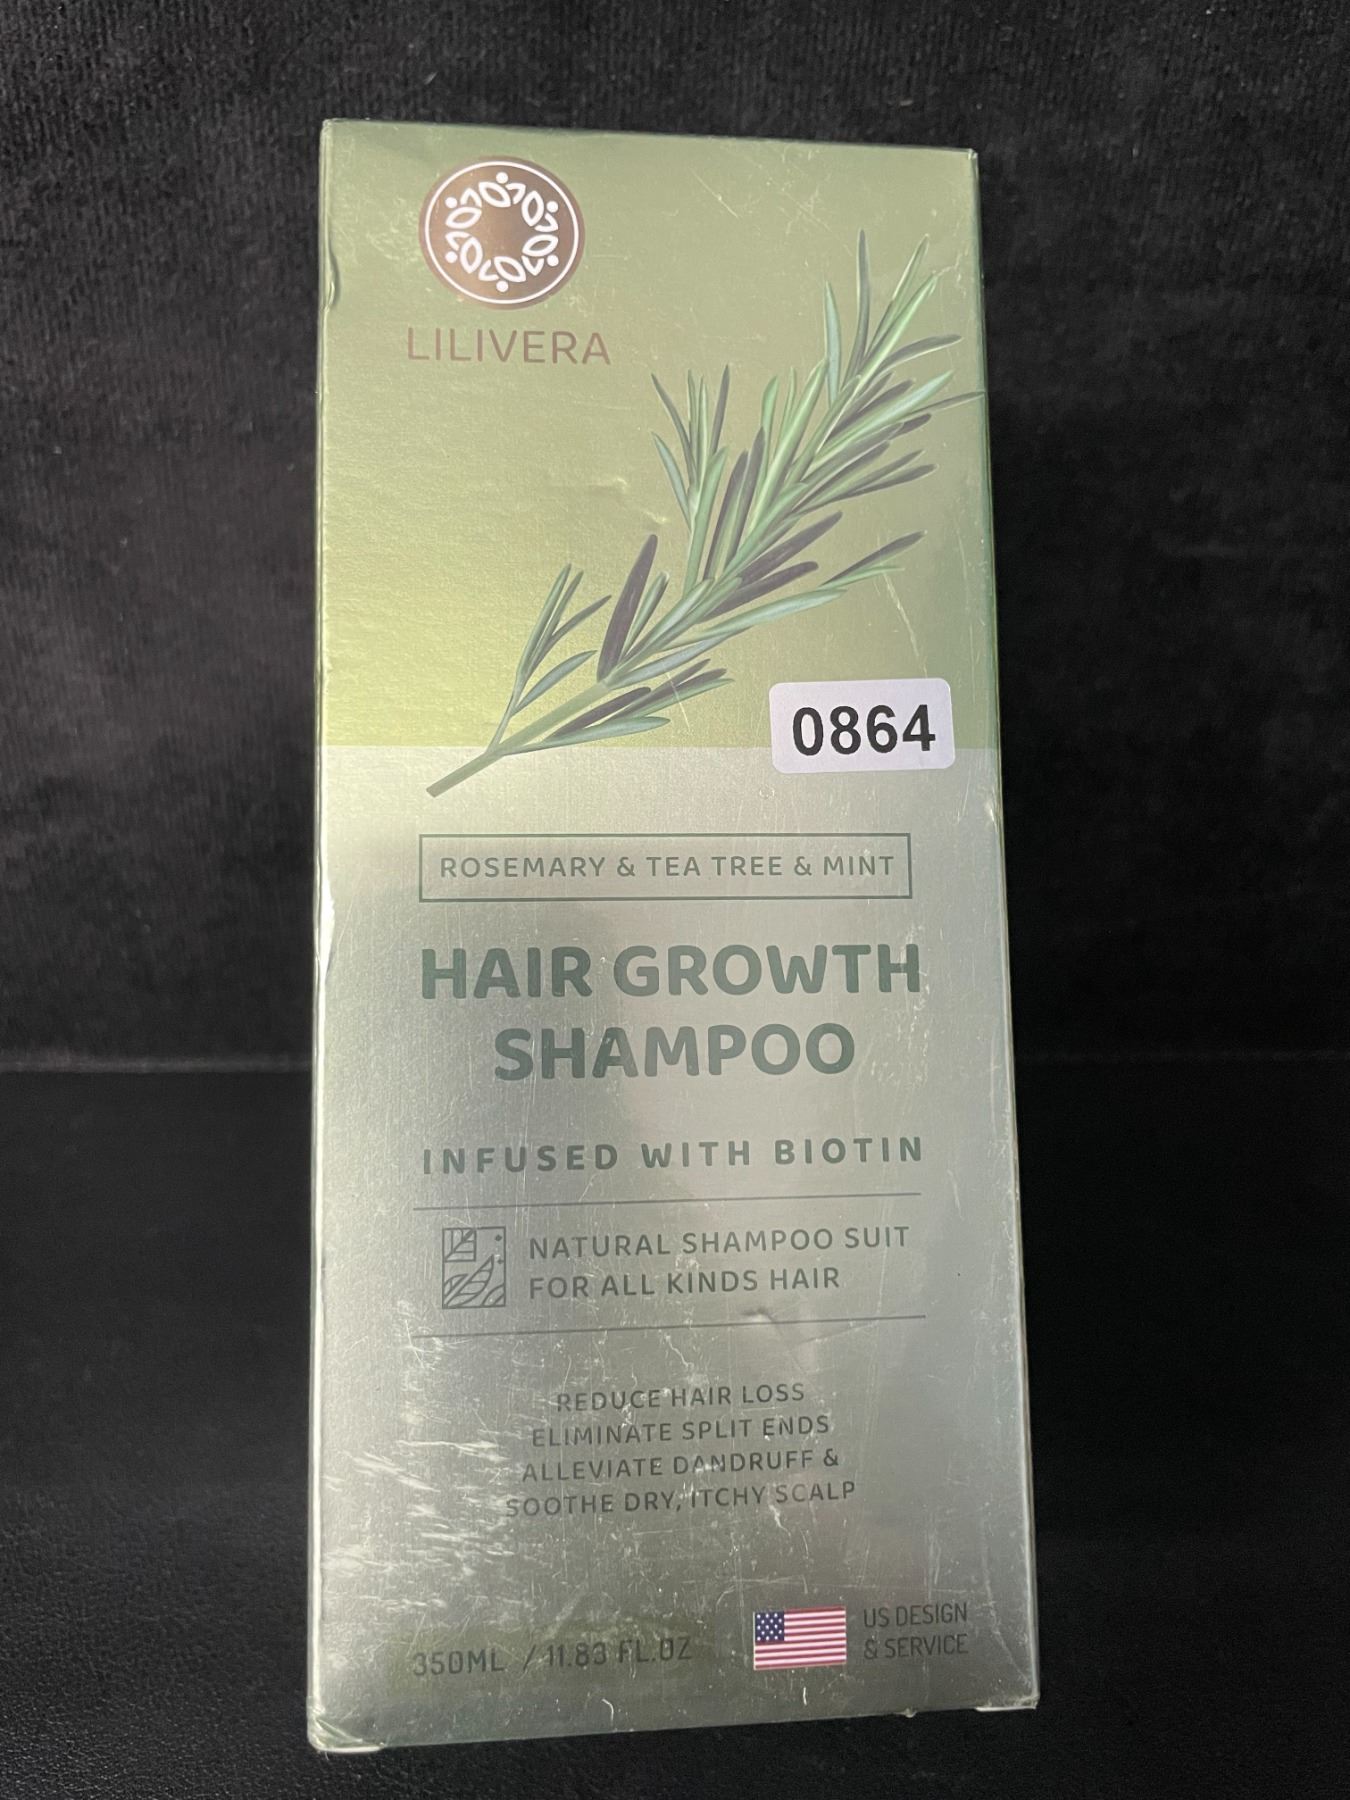 LILIVERA
0864
ROSEMARY & TEA TREE & MINT
HAIR GROWTH
SHAMPOO
INFUSED WITH BIOTIN
NATURAL SHAMPOO SUIT
FOR ALL KINDS HAIR
REDUCE HAIR LOSS
ELIMINATE SPLIT ENDS
ALLEVIATE DANDRUFF &
SOOTHE DRY, ITCHY SCALP
350ML / 11.83 FL.OZ
US DESIGN
& SERVICE